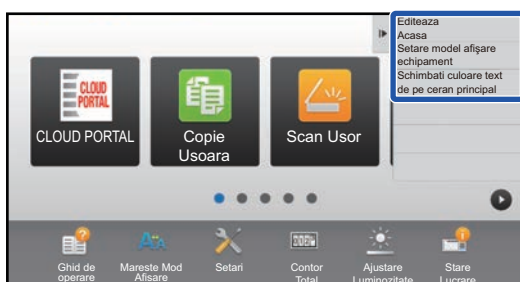 Editeaza
Acasa
Setare model afişare
echipament
Schimbati culoare text
de pe ceran principal
CLOUD
PORTAL
CLOUD PORTAL
Copie
Usoara
Scan Usor
Ghid de
operare
Mareste Mod
Afisare
Setari
Contor
Total
Ajustare
Luminozitate
Stare
Lucrare